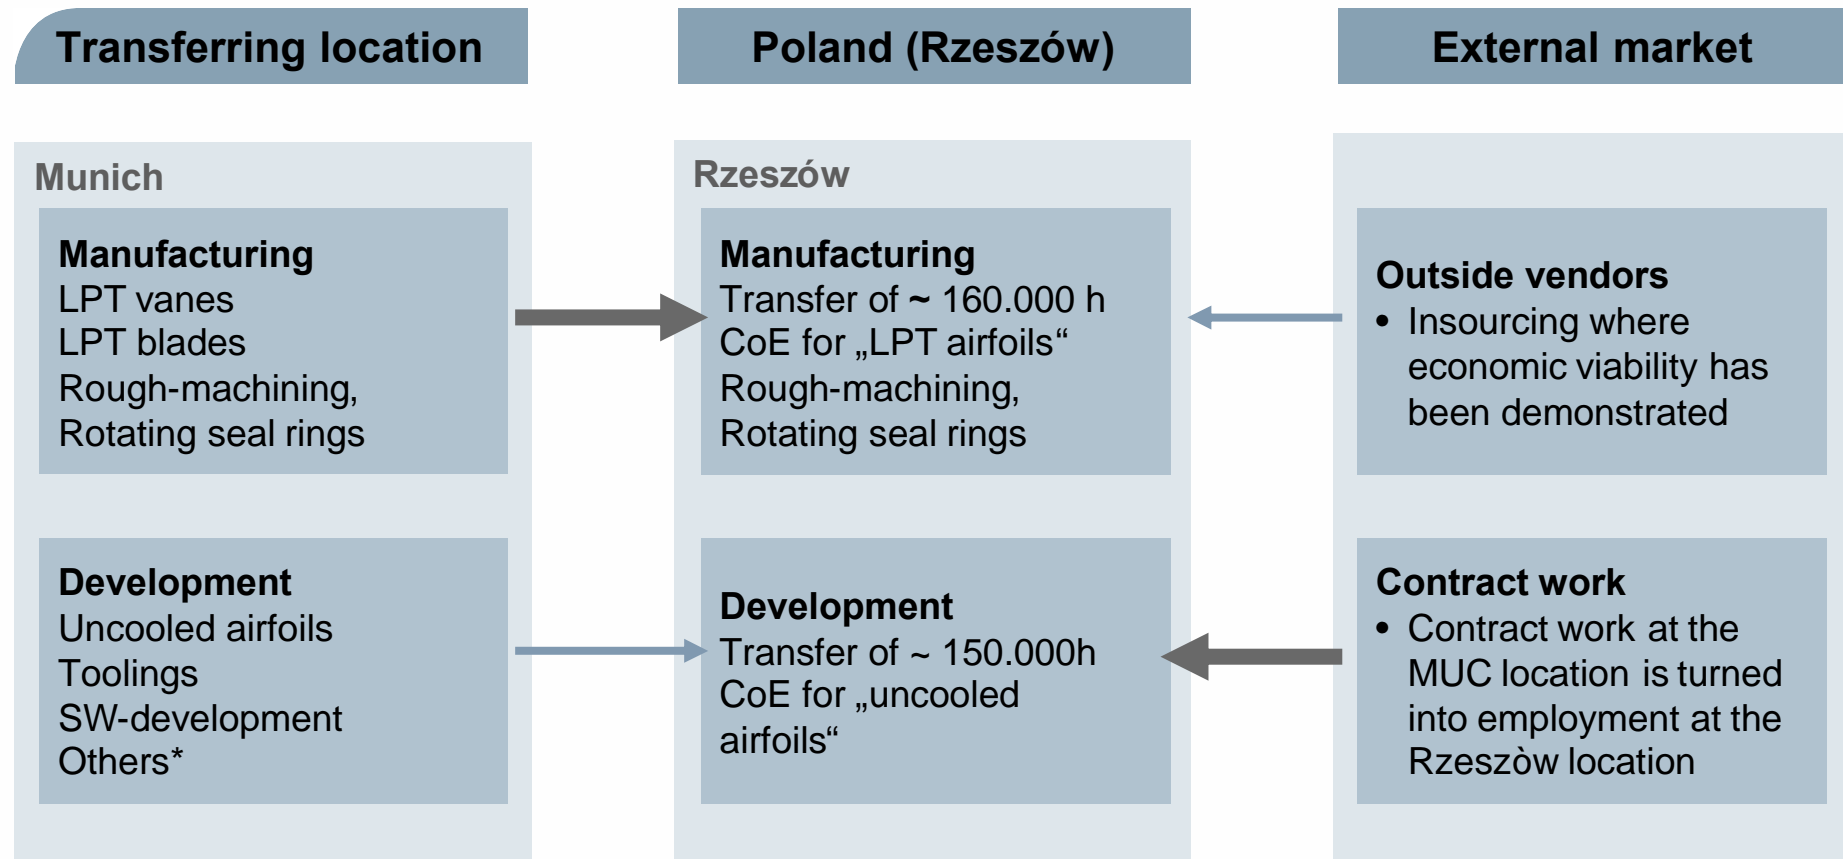 Transferring location
Poland (Rzeszów)
External market
Munich
Manufacturing
LPT vanes
LPT blades
Rough-machining,
Rotating seal rings
Development
Uncooled airfoils
Toolings
SW-development
Others*
Rzeszów
Manufacturing
Transfer of ~ 160.000 h
CoE for „LPT airfoils“
Rough-machining,
Rotating seal rings
Development
Transfer of ~ 150.000h
CoE for „uncooled
airfoils“
Outside vendors
• Insourcing where
economic viability has
been demonstrated
Contract work
• Contract work at the
MUC location is turned
into employment at the
Rzeszòw location